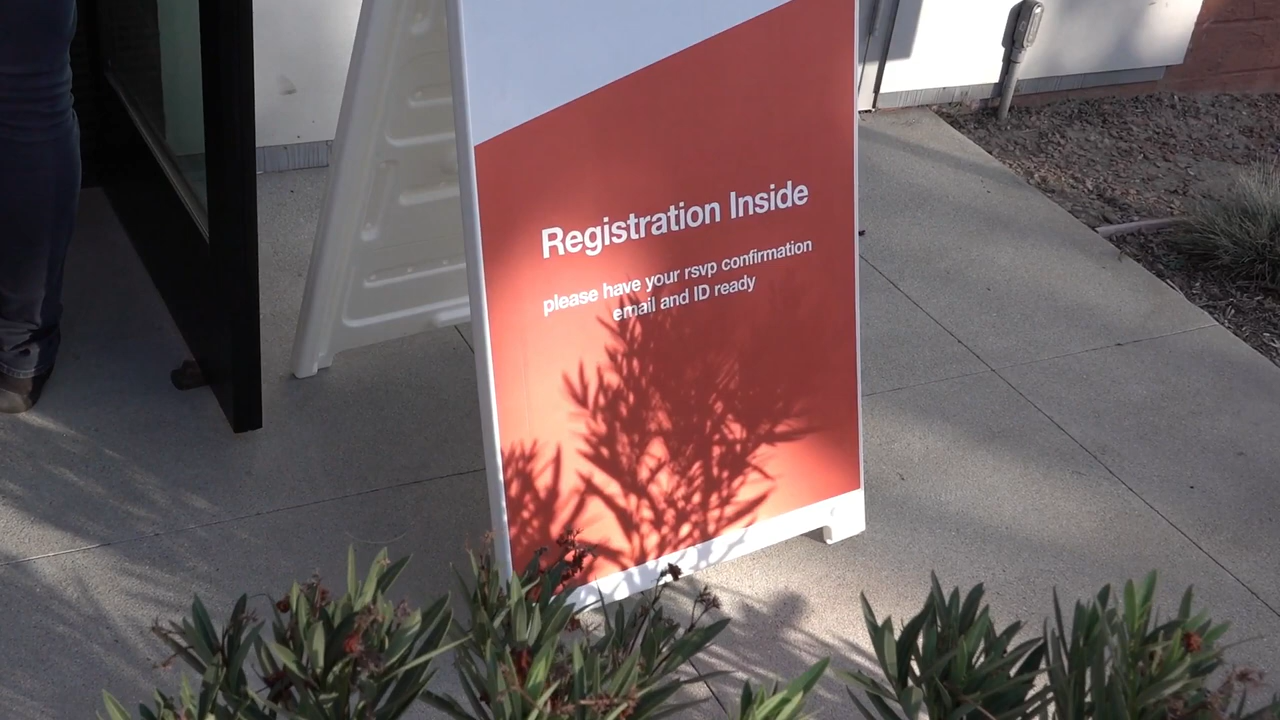 Registration Inside
please have your rsvp confirmation
email and ID ready